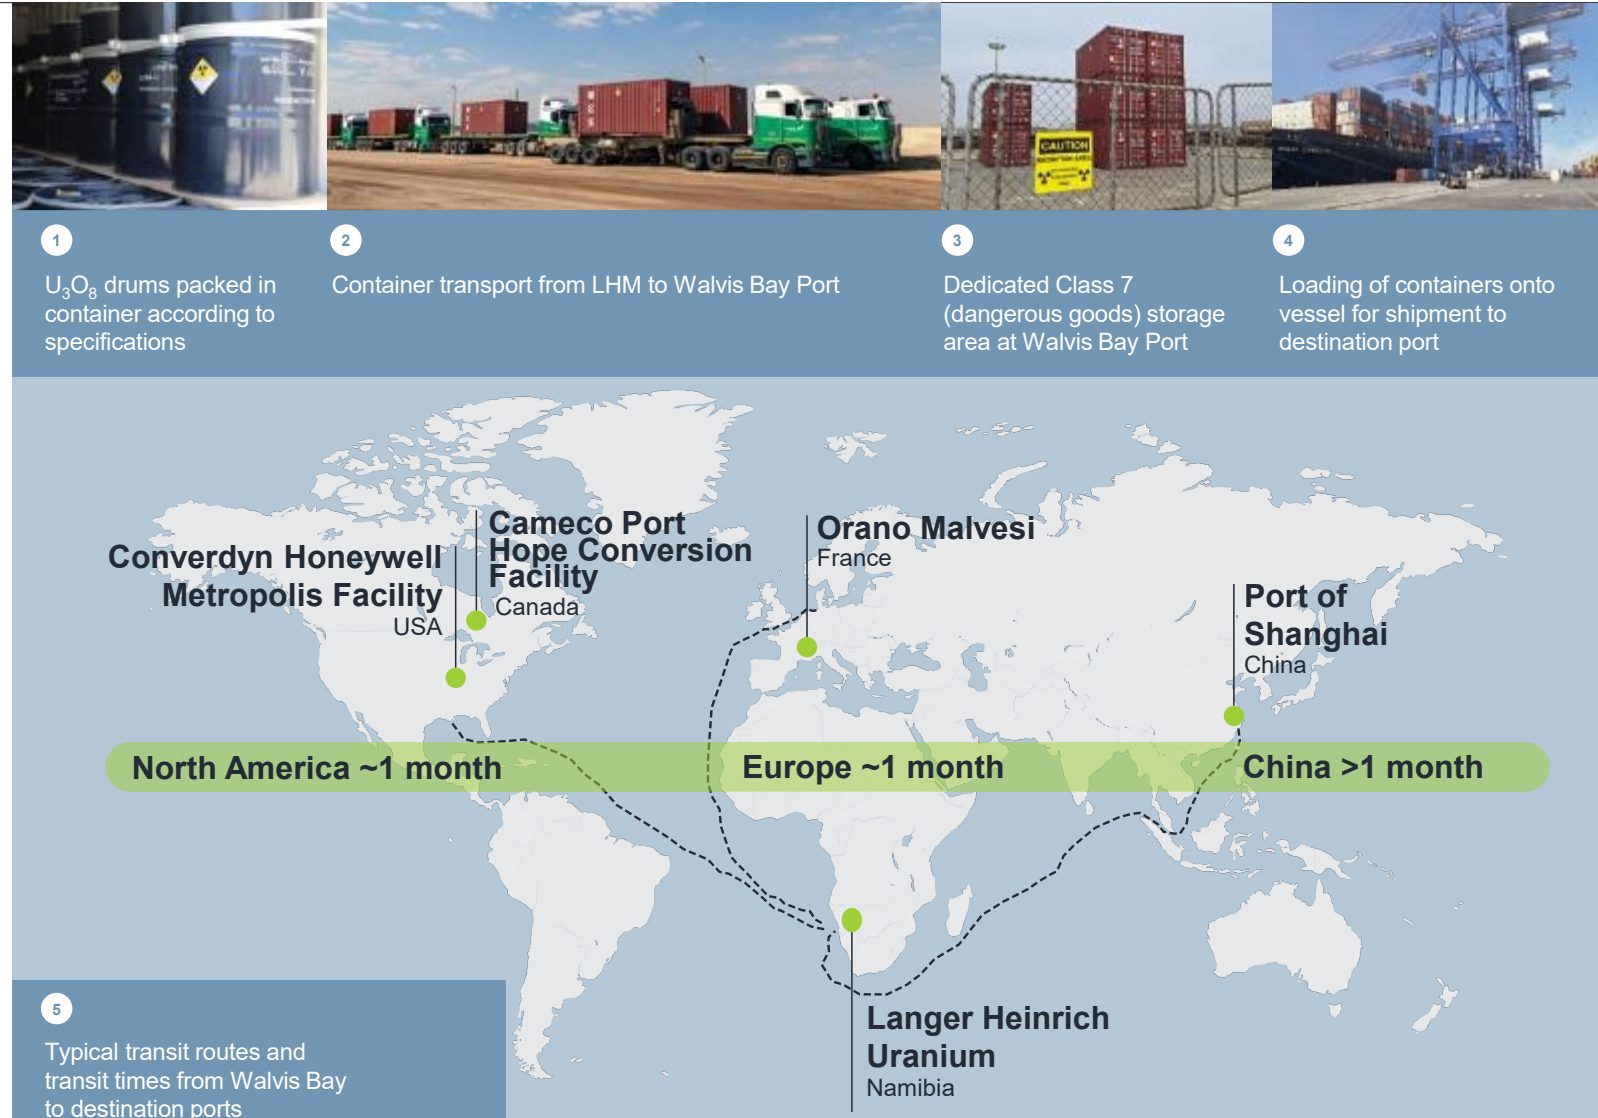 CAUTION
1
U₃O₈ drums packed in
container according to
specifications
2
Container transport from LHM to Walvis Bay Port
3
Dedicated Class 7
(dangerous goods) storage
area at Walvis Bay Port
4
Loading of containers onto
vessel for shipment to
destination port
Converdyn Honeywell
Metropolis Facility
USA
Cameco Port
Hope Conversion
Facility
Canada
Orano Malvesi
France
Port of
Shanghai
China
North America ~1 month
Europe ~1 month
China >1 month
Langer Heinrich
Uranium
Namibia
5
Typical transit routes and
transit times from Walvis Bay
to destination ports